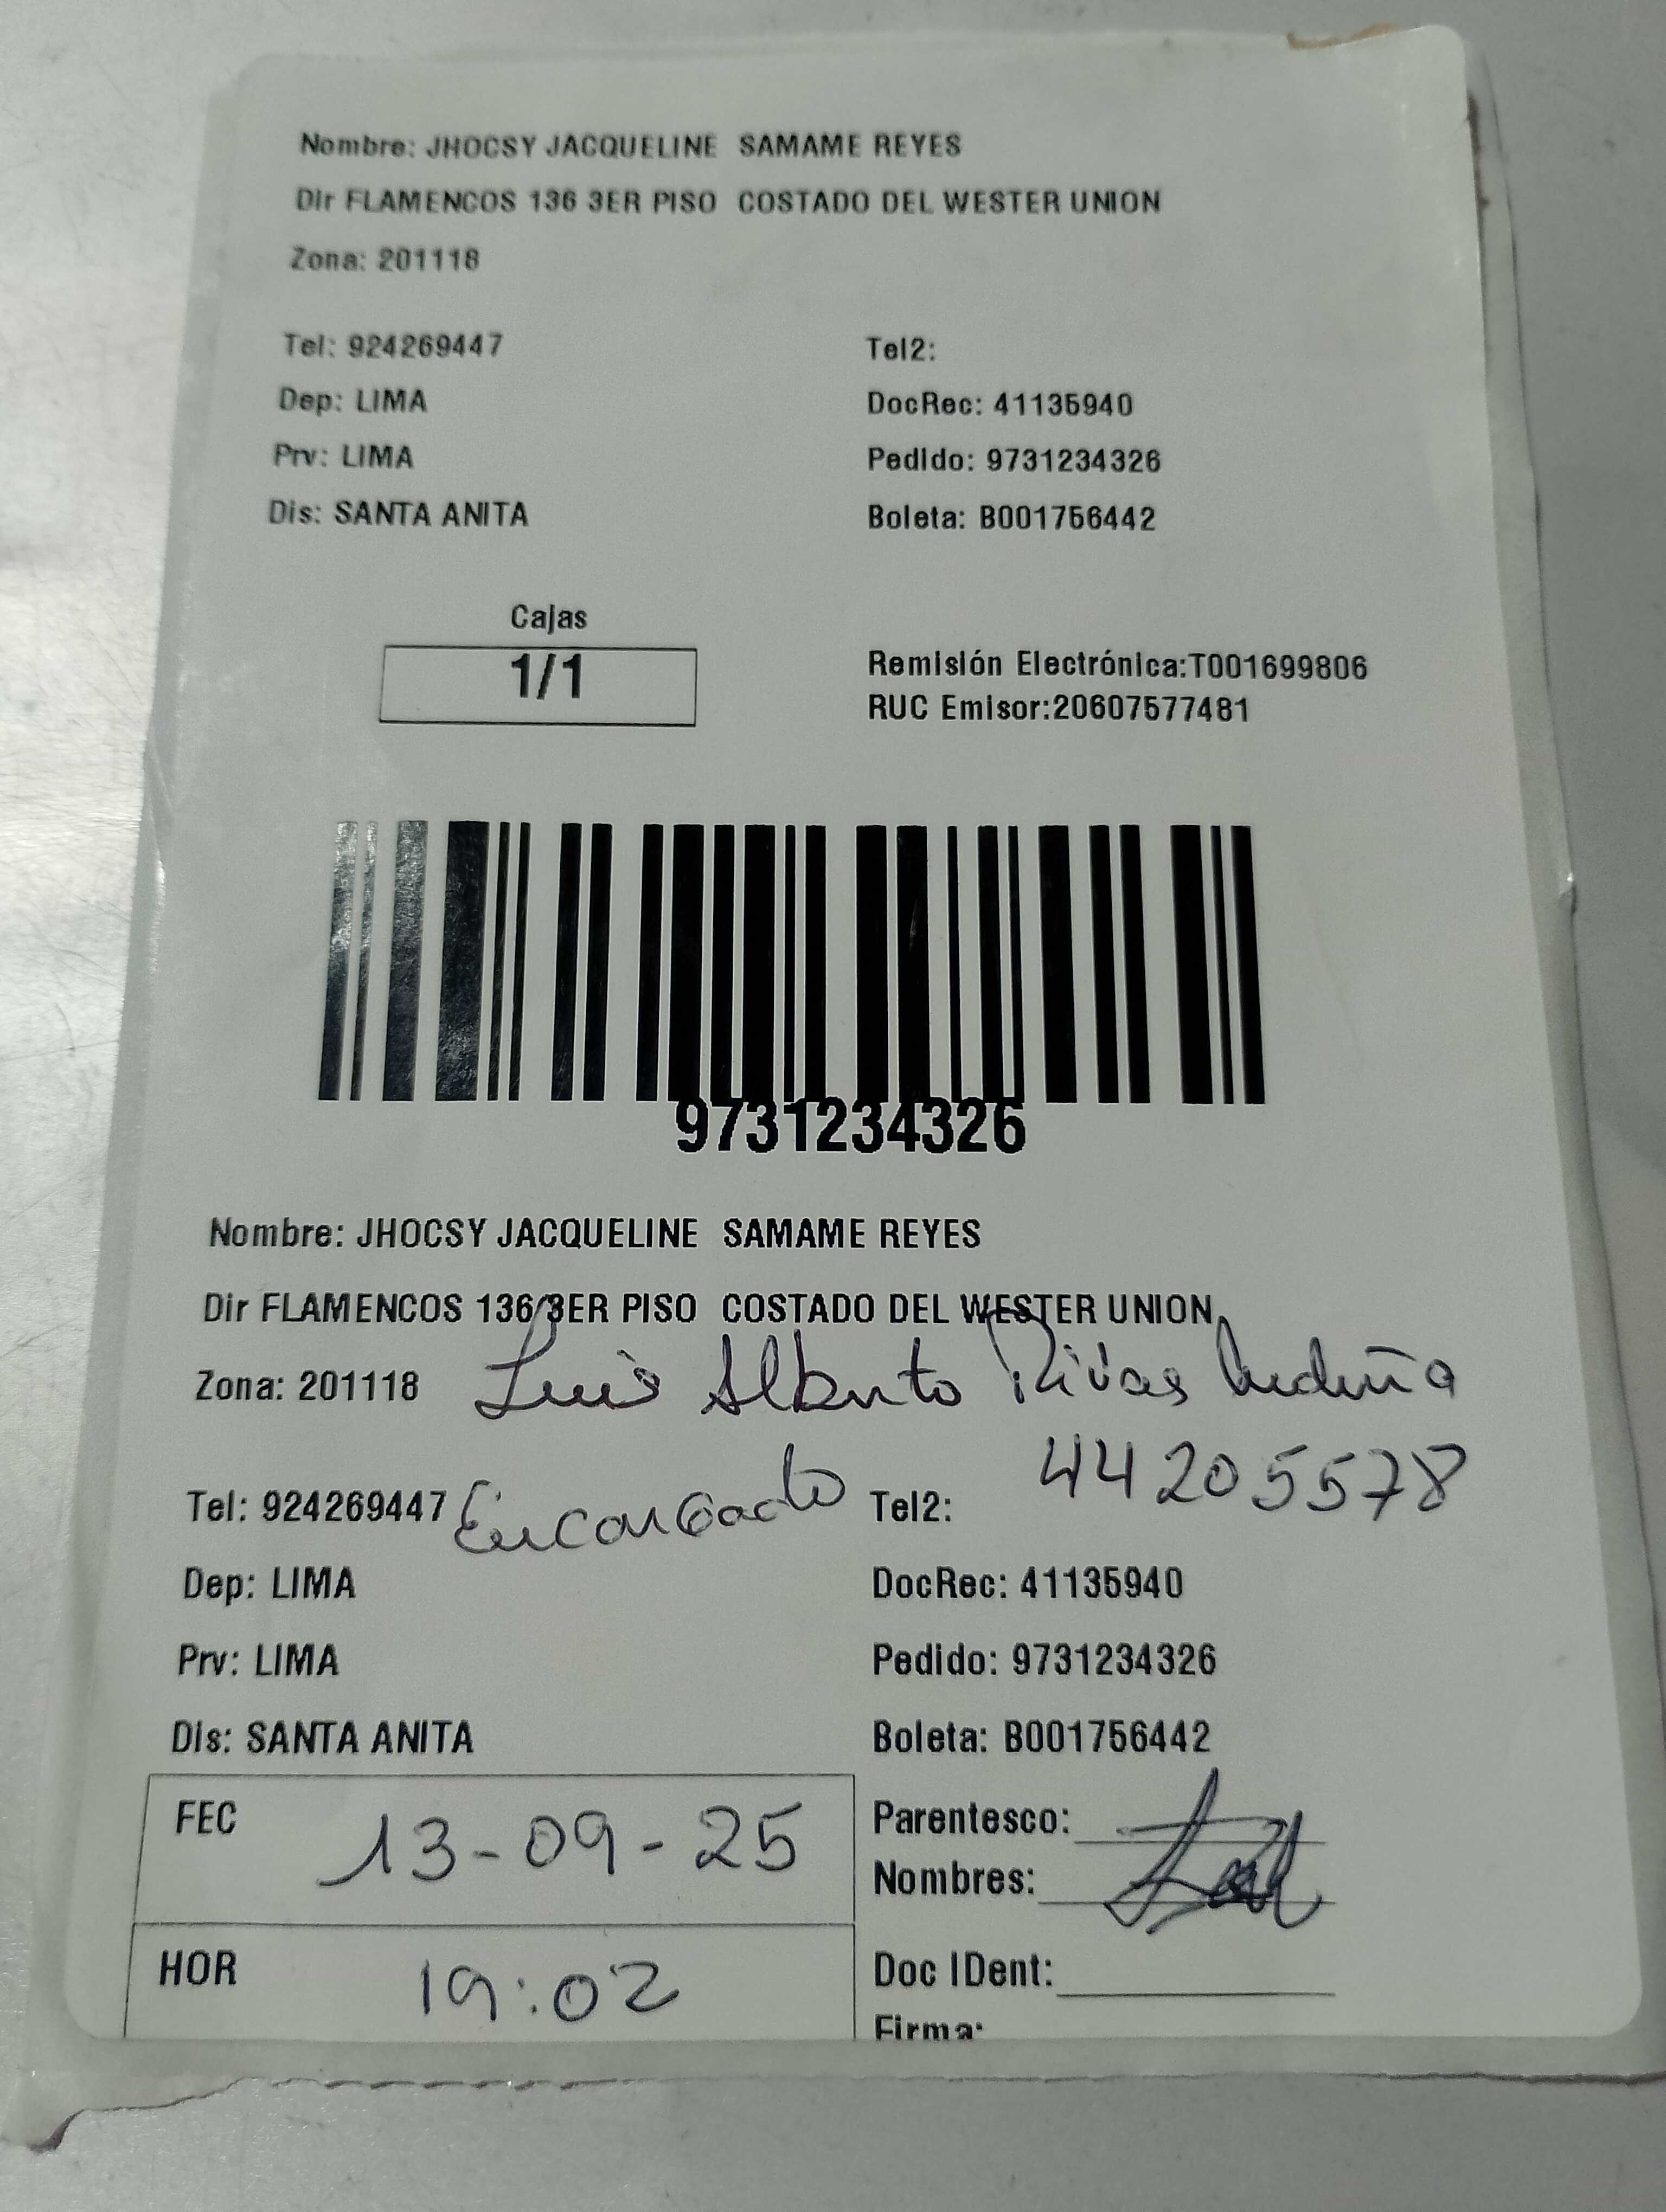 Nombre: JHOCSY JACQUELINE SAMAME REYES
Dir FLAMENCOS 136 3ER PISO COSTADO DEL WESTER UNION
Zona: 201118
Tel: 924269447 Tel2:
Dep: LIMA DocRec: 41135940
Prv: LIMA Pedido: 9731234326
Dis: SANTA ANITA Boleta: B001756442
Cajas
1/1
Remisión Electrónica:T001699806
RUC Emisor:20607577481
9731234326
Nombre: JHOCSY JACQUELINE SAMAME REYES
Dir FLAMENCOS 136 3ER PISO COSTADO DEL WESTER UNION
Zona: 201118 Luis Alberto Rivas
44205578
Tel: 924269447 Encargado Tel2:
Dep: LIMA DocRec: 41135940
Prv: LIMA Pedido: 9731234326
Dis: SANTA ANITA Boleta: B001756442
FEC 13-09-25 Parentesco:
Nombres:
HOR 19:02 Doc IDent:
Firma: